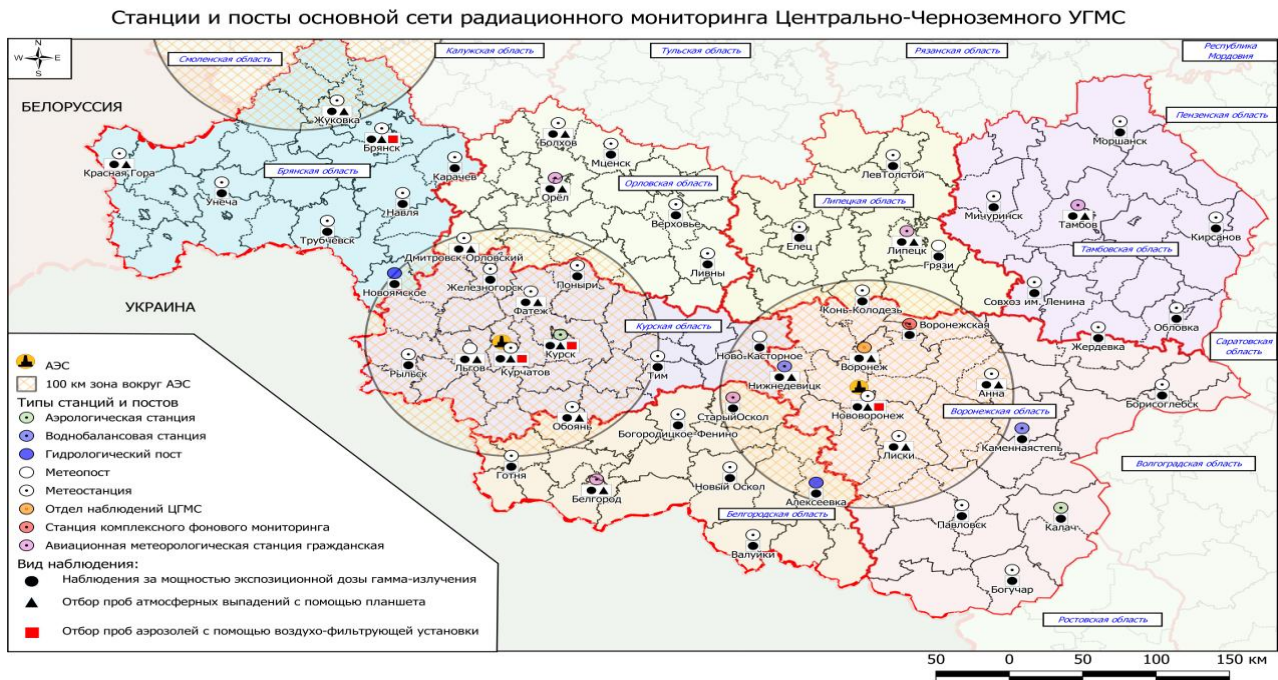 Станции и посты основной сети радиационного мониторинга Центрально-Черноземного УГМС
N
W E
S
Смоленская область
Калужская область
Тульская область
Рязанская область
Республика
Мордовия
БЕЛОРУССИЯ
Пензенская область
Жуковка
Брянск
Болхов
Мценск
Моршанск
Красная Гора
Брянская область
Карачев
Орёл
Орловская область
ЛевТолстой
Липецкая область
Мичуринск
Тамбов
Унеча
Навля
Верховье
Елец
Липецк
Кирсанов
Трубчевск
Грязи
Тамбовская область
Дмитровск-Орловский
Ливны
Новоямское
Железногорск
Поныри
Совхоз им. Ленина
УКРАИНА
Фатеж
Конь-Колодезь
Обловка
Курская область
Воронежская
Жердевка
Саратовская
область
Курск
Ново-Касторное
Воронеж
Рыльск
Льгов
Курчатов
Тим
Нижнедевицк
Анна
Борисоглебск
Нововоронеж
Обоянь
СтарыйОскол
Воронежская область
Богородицкое-Фенино
Каменнаястепь
Лиски
Готня
Волгоградская область
Белгород
Новый Оскол
Алексеевка
Белгородская область
Павловск
Калач
Валуйки
Богучар
Ростовская область
АЭС
100 км зона вокруг АЭС
Типы станций и постов
Аэрологическая станция
Воднобалансовая станция
Гидрологический пост
Метеопост
Метеостанция
Отдел наблюдений ЦГМС
Станция комплексного фонового мониторинга
Авиационная метеорологическая станция гражданская
Вид наблюдения:
Наблюдения за мощностью экспозиционной дозы гамма-излучения
Отбор проб атмосферных выпадений с помощью планшета
Отбор проб аэрозолей с помощью воздухо-фильтрующей установки
50 0 50 100 150 км